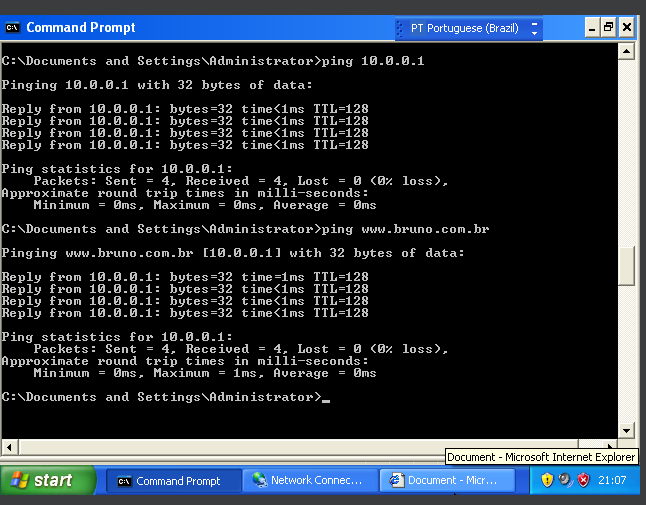 Command Prompt
PT Portuguese (Brazil)
C:\Documents and Settings\Administrator>ping 10.0.0.1
Pinging 10.0.0.1 with 32 bytes of data:
Reply from 10.0.0.1: bytes=32 time<1ms TTL=128
Reply from 10.0.0.1: bytes=32 time<1ms TTL=128
Reply from 10.0.0.1: bytes=32 time<1ms TTL=128
Reply from 10.0.0.1: bytes=32 time<1ms TTL=128
Ping statistics for 10.0.0.1:
Packets: Sent = 4, Received = 4, Lost = 0 (0% loss),
Approximate round trip times in milli-seconds:
Minimum = 0ms, Maximum = 0ms, Average = 0ms
C:\Documents and Settings\Administrator>ping www.bruno.com.br
Pinging www.bruno.com.br [10.0.0.1] with 32 bytes of data:
Reply from 10.0.0.1: bytes=32 time=1ms TTL=128
Reply from 10.0.0.1: bytes=32 time<1ms TTL=128
Reply from 10.0.0.1: bytes=32 time<1ms TTL=128
Reply from 10.0.0.1: bytes=32 time<1ms TTL=128
Ping statistics for 10.0.0.1:
Packets: Sent = 4, Received = 4, Lost = 0 (0% loss),
Approximate round trip times in milli-seconds:
Minimum = 0ms, Maximum = 1ms, Average = 0ms
C:\Documents and Settings\Administrator>_
Document - Microsoft Internet Explorer
start
Command Prompt
Network Connec...
Document - Micr...
21:07